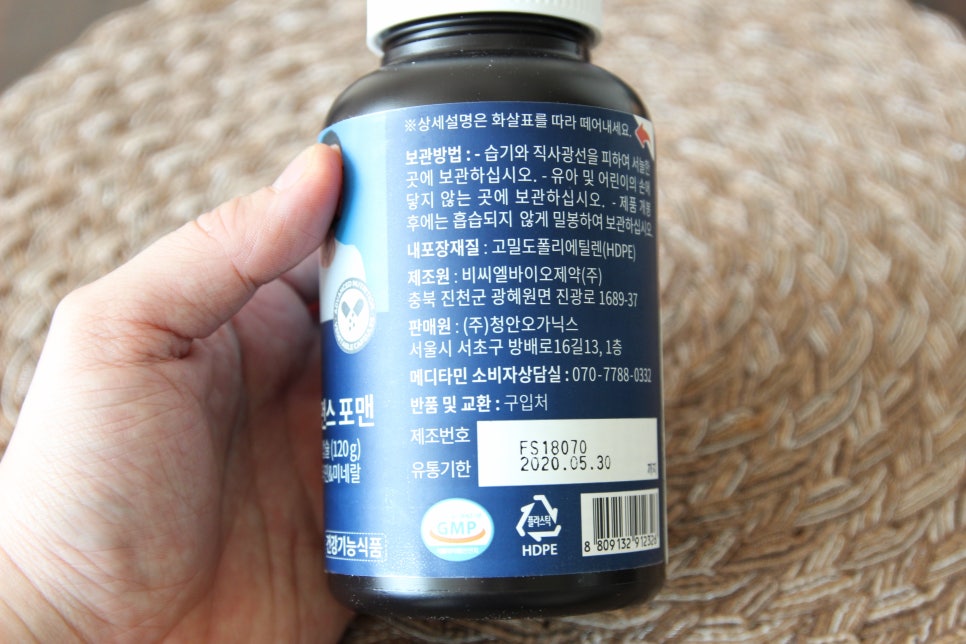 ※상세설명은 화살표를 따라 떼어내세요.
보관방법 : - 습기와 직사광선을 피하여 서늘한
곳에 보관하십시오. - 유아 및 어린이의 손에
닿지 않는 곳에 보관하십시오. - 제품 개봉
후에는 흡습되지 않게 밀봉하여 보관하십시오
내포장재질 : 고밀도폴리에틸렌(HDPE)
제조원 : 비씨엘바이오제약(주)
충북 진천군 광혜원면 진광로 1689-37
판매원 : (주)청안오가닉스
서울시 서초구 방배로16길13, 1층
메디타민 소비자상담실 : 070-7788-0332
반품 및 교환 : 구입처
제조번호
FS18070
유통기한
2020.05.30
까지
포맨
(120 g)
미네랄
건강기능식품
GMP
플라스틱
HDPE
8 809132 912326